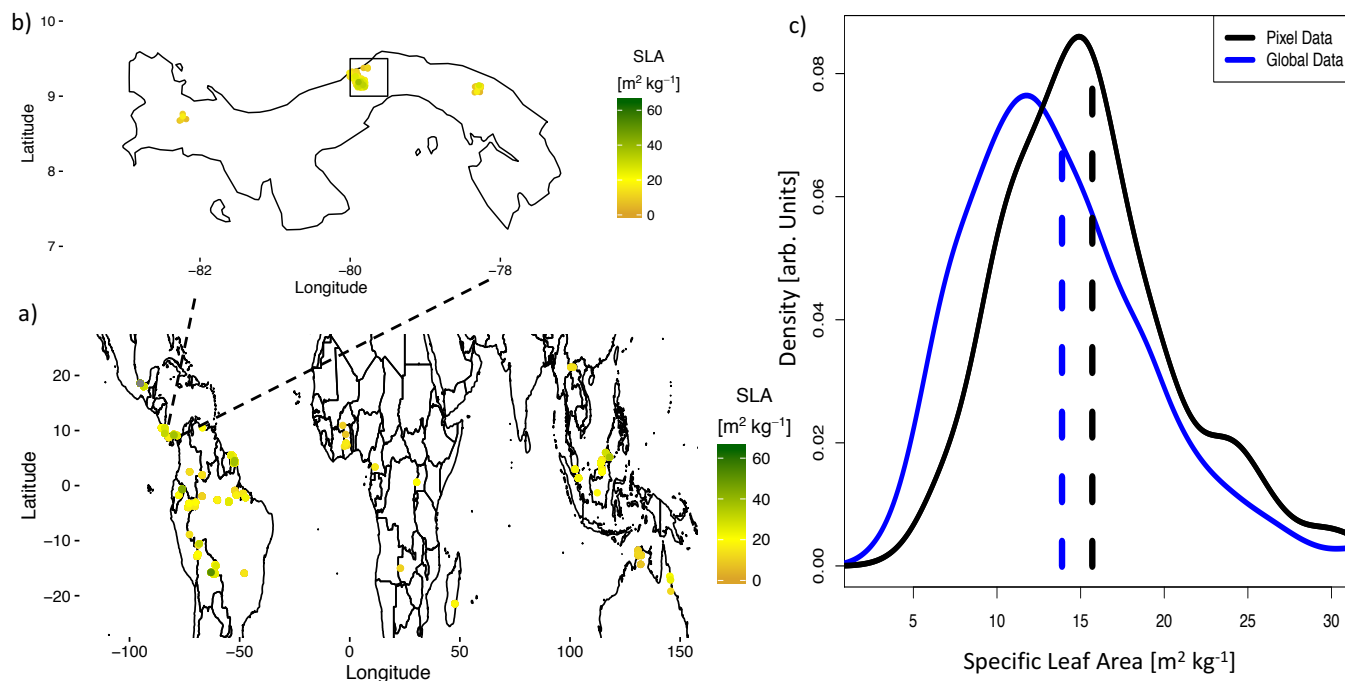 b)
10
9
8
7
Latitude
−82
−80
−78
Longitude
SLA
[m² kg⁻¹]
60
40
20
0
a)
20
10
0
−10
−20
Latitude
−100
−50
0
50
100
150
Longitude
SLA
[m² kg⁻¹]
60
40
20
0
c)
Pixel Data
Global Data
0.08
0.06
0.04
0.02
0.00
Density [arb. Units]
5
10
15
20
25
30
Specific Leaf Area [m² kg⁻¹]